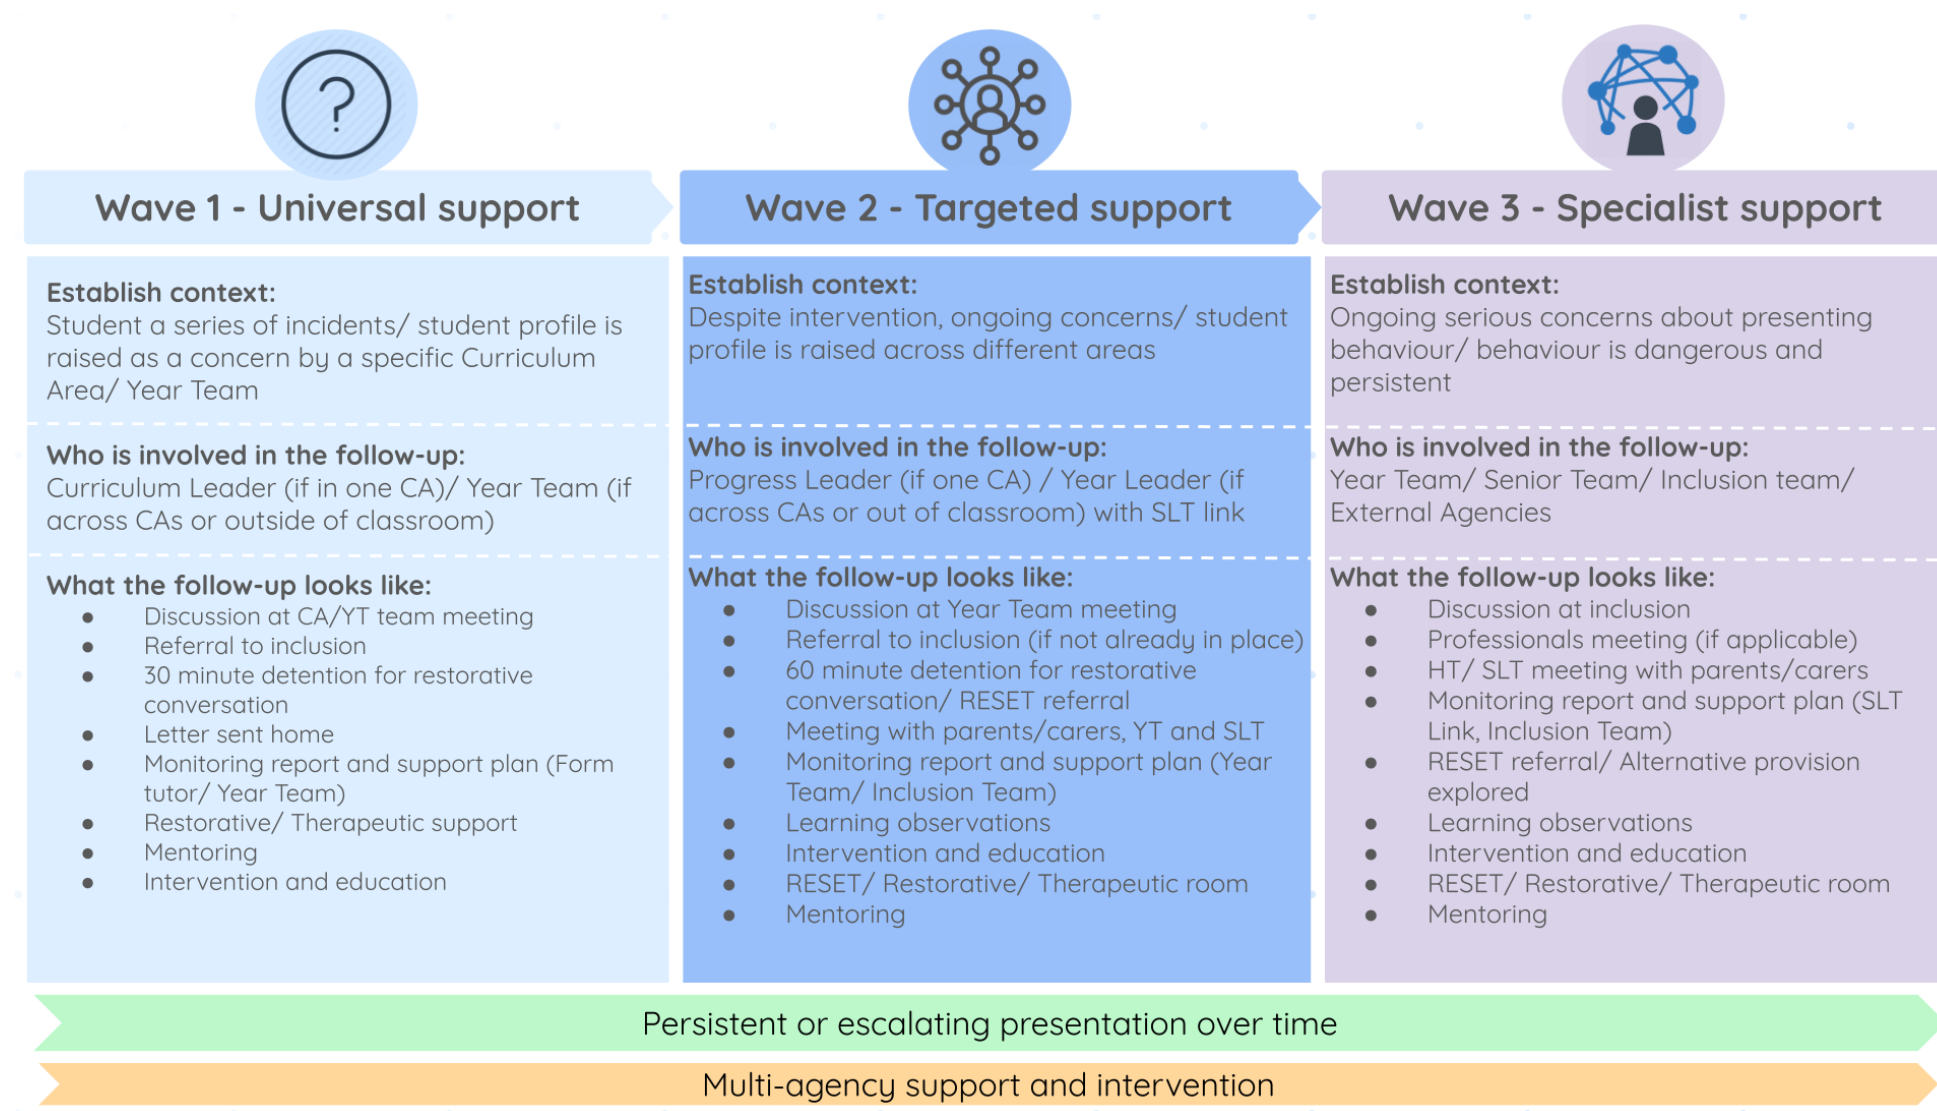 ?
Wave 1 - Universal support
Establish context:
Student a series of incidents/ student profile is
raised as a concern by a specific Curriculum
Area/ Year Team
Who is involved in the follow-up:
Curriculum Leader (if in one CA)/ Year Team (if
across CAs or outside of classroom)
What the follow-up looks like:
● Discussion at CA/YT team meeting
● Referral to inclusion
● 30 minute detention for restorative
conversation
● Letter sent home
● Monitoring report and support plan (Form
tutor/ Year Team)
● Restorative/ Therapeutic support
● Mentoring
● Intervention and education
Wave 2 - Targeted support
Establish context:
Despite intervention, ongoing concerns/ student
profile is raised across different areas
Who is involved in the follow-up:
Progress Leader (if one CA) / Year Leader (if
across CAs or out of classroom) with SLT link
What the follow-up looks like:
● Discussion at Year Team meeting
● Referral to inclusion (if not already in place)
● 60 minute detention for restorative
conversation/ RESET referral
● Meeting with parents/carers, YT and SLT
● Monitoring report and support plan (Year
Team/ Inclusion Team)
● Learning observations
● Intervention and education
● RESET/ Restorative/ Therapeutic room
● Mentoring
Wave 3 - Specialist support
Establish context:
Ongoing serious concerns about presenting
behaviour/ behaviour is dangerous and
persistent
Who is involved in the follow-up:
Year Team/ Senior Team/ Inclusion team/
External Agencies
What the follow-up looks like:
● Discussion at inclusion
● Professionals meeting (if applicable)
● HT/ SLT meeting with parents/carers
● Monitoring report and support plan (SLT
Link, Inclusion Team)
● RESET referral/ Alternative provision
explored
● Learning observations
● Intervention and education
● RESET/ Restorative/ Therapeutic room
● Mentoring
Persistent or escalating presentation over time
Multi-agency support and intervention